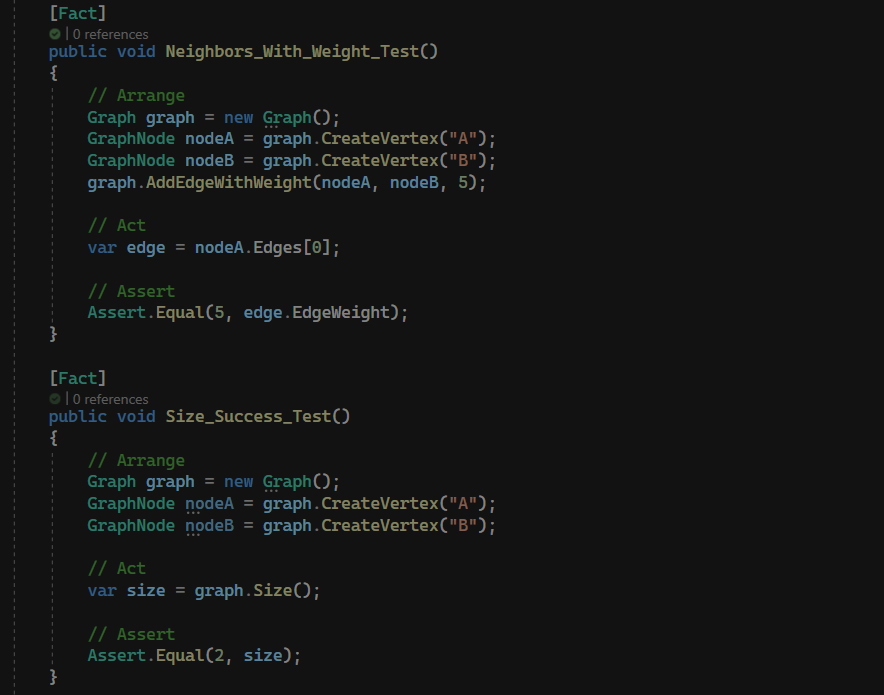 [Fact]
| 0 references
public void Neighbors_With_Weight_Test()
{
// Arrange
Graph graph = new Graph();
GraphNode nodeA = graph.CreateVertex("A");
GraphNode nodeB = graph.CreateVertex("B");
graph.AddEdgeWithWeight(nodeA, nodeB, 5);
// Act
var edge = nodeA.Edges[0];
// Assert
Assert.Equal(5, edge.EdgeWeight);
}
[Fact]
| 0 references
public void Size_Success_Test()
{
// Arrange
Graph graph = new Graph();
GraphNode nodeA = graph.CreateVertex("A");
GraphNode nodeB = graph.CreateVertex("B");
// Act
var size = graph.Size();
// Assert
Assert.Equal(2, size);
}